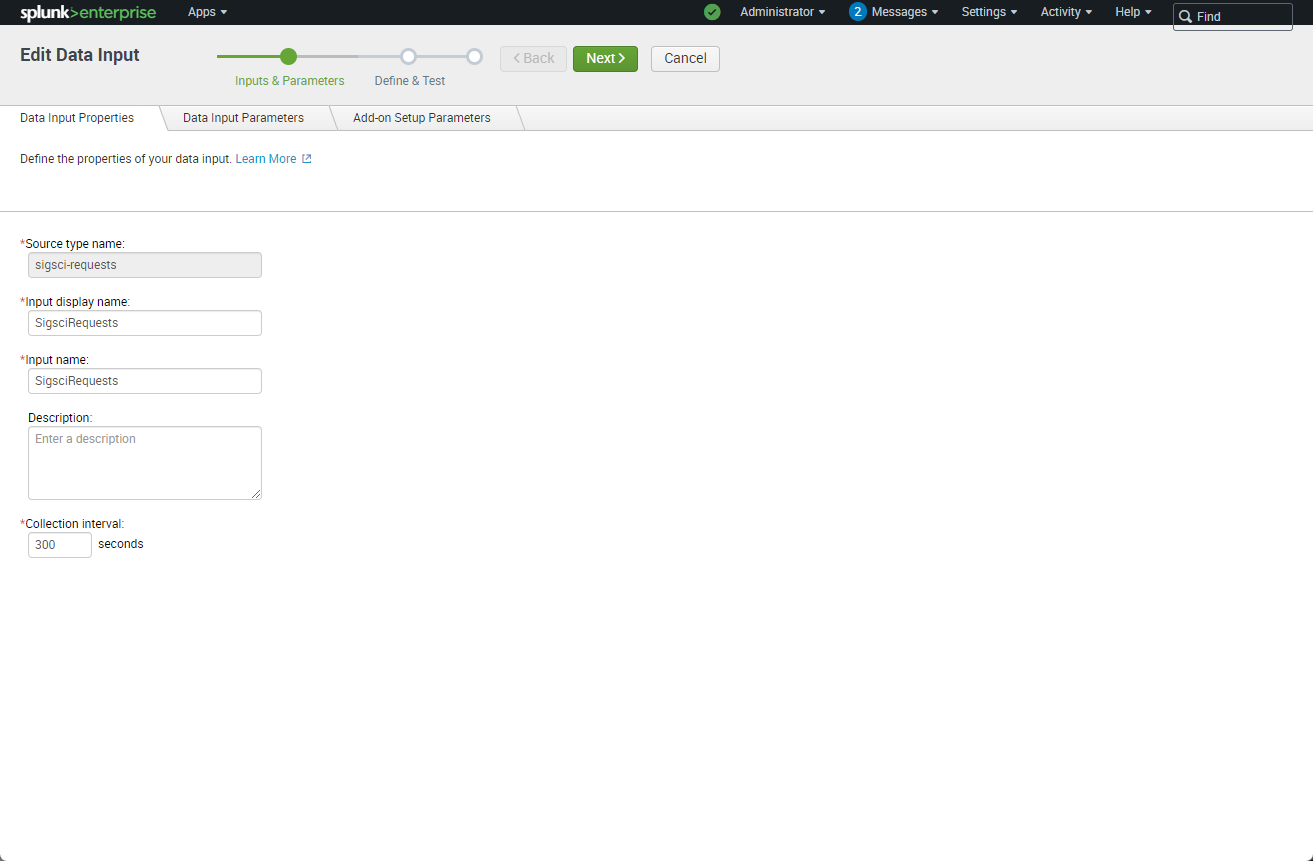 splunk>enterprise Apps Administrator 2 Messages Settings Activity Help Find
Edit Data Input
Back Next Cancel
Inputs & Parameters Define & Test
Data Input Properties Data Input Parameters Add-on Setup Parameters
Define the properties of your data input. Learn More
*Source type name:
sigsci-requests
*Input display name:
SigsciRequests
*Input name:
SigsciRequests
Description:
Enter a description
*Collection interval:
300 seconds